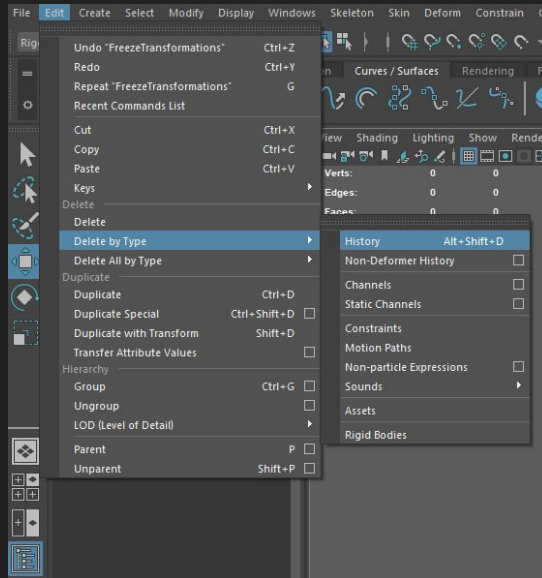 File Edit Create Select Modify Display Windows Skeleton Skin Deform Constrain
Rig
Curves / Surfaces Rendering
Undo "FreezeTransformations" Ctrl+Z
Redo Ctrl+Y
Repeat "FreezeTransformations" G
Recent Commands List
Cut Ctrl+X
Copy Ctrl+C
Paste Ctrl+V
Keys
Delete
Delete
Delete by Type
Delete All by Type
Duplicate
Duplicate Ctrl+D
Duplicate Special Ctrl+Shift+D
Duplicate with Transform Shift+D
Transfer Attribute Values
Hierarchy
Group Ctrl+G
Ungroup
LOD (Level of Detail)
Parent P
Unparent Shift+P
View Shading Lighting Show Rende
Verts: 0 0
Edges: 0 0
Faces: 0 0
History Alt+Shift+D
Non-Deformer History
Channels
Static Channels
Constraints
Motion Paths
Non-particle Expressions
Sounds
Assets
Rigid Bodies